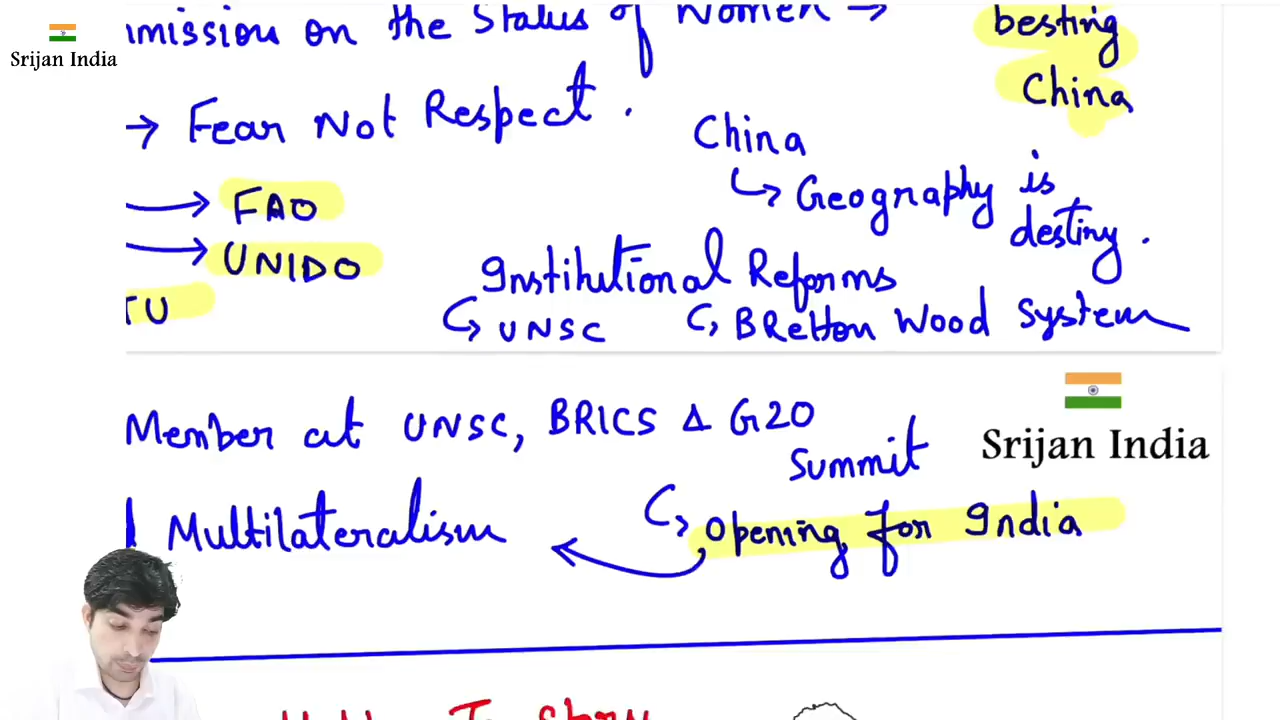 Commission on the Status of Women →
besting
China
Srijan India
→ Fear Not Respect.
China
↳ Geography is
destiny.
→ FAO
→ UNIDO
TU
Institutional Reforms
↳ UNSC
↳ BRetton Wood System
Member at UNSC, BRICS & G20
Summit
Srijan India
Multilateralism
↳ Opening for India